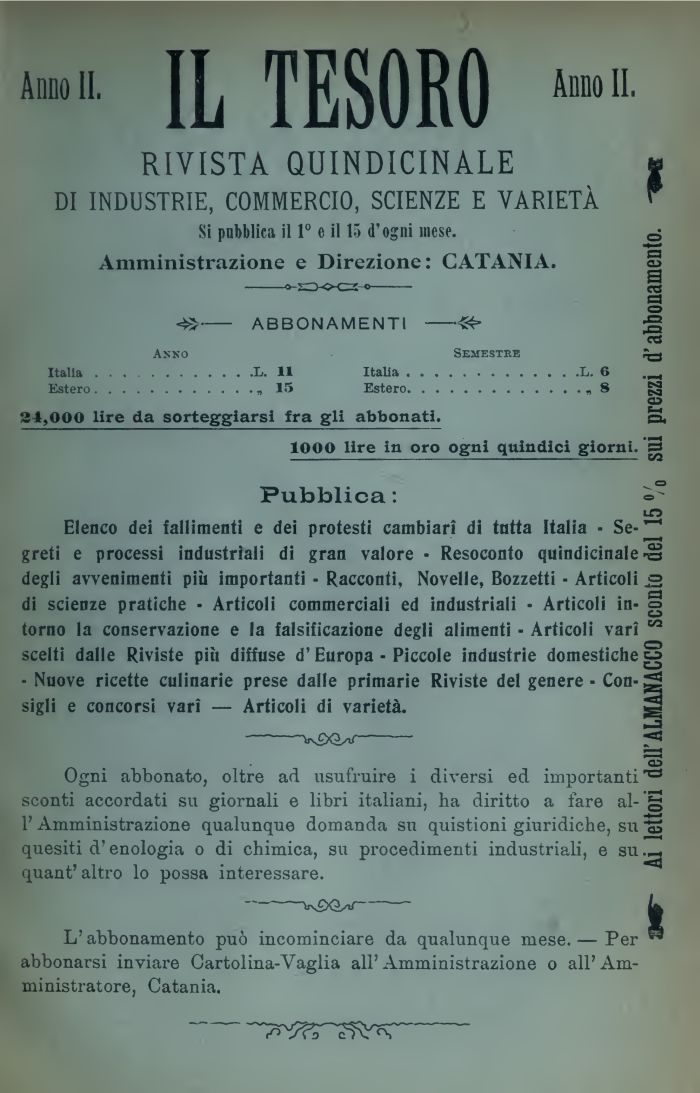 Anno II. IL TESORO Anno II.
RIVISTA QUINDICINALE
DI INDUSTRIE, COMMERCIO, SCIENZE E VARIETÀ
Si pubblica il 1° e il 15 d'ogni mese.
Amministrazione e Direzione: CATANIA.
ABBONAMENTI
ANNO SEMESTRE
Italia . . . . . . . . . . . .L. 11 Italia . . . . . . . . . . . . .L. 6
Estero. . . . . . . . . . . . . „ 15 Estero. . . . . . . . . . . . . „ 8
24,000 lire da sorteggiarsi fra gli abbonati.
1000 lire in oro ogni quindici giorni.
Pubblica:
Elenco dei fallimenti e dei protesti cambiarî di tutta Italia - Se-
greti e processi industriali di gran valore - Resoconto quindicinale
degli avvenimenti più importanti - Racconti, Novelle, Bozzetti - Articoli
di scienze pratiche - Articoli commerciali ed industriali - Articoli in-
torno la conservazione e la falsificazione degli alimenti - Articoli varî
scelti dalle Riviste più diffuse d' Europa - Piccole industrie domestiche
- Nuove ricette culinarie prese dalle primarie Riviste del genere - Con-
sigli e concorsi varî — Articoli di varietà.
Ogni abbonato, oltre ad usufruire i diversi ed importanti
sconti accordati su giornali e libri italiani, ha diritto a fare al-
l' Amministrazione qualunque domanda su quistioni giuridiche, su
quesiti d' enologia o di chimica, su procedimenti industriali, e su
quant' altro lo possa interessare.
L' abbonamento può incominciare da qualunque mese. — Per
abbonarsi inviare Cartolina-Vaglia all' Amministrazione o all' Am-
ministratore, Catania.
Ai lettori dell'ALMANACCO sconto del 15 % sui prezzi d'abbonamento.